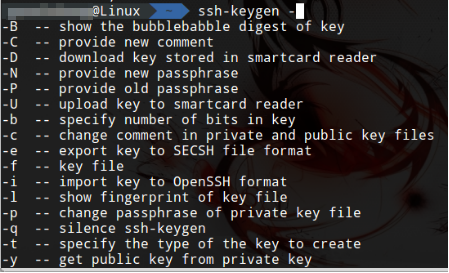 @Linux ~ ssh-keygen -
-B -- show the bubblebabble digest of key
-C -- provide new comment
-D -- download key stored in smartcard reader
-N -- provide new passphrase
-P -- provide old passphrase
-U -- upload key to smartcard reader
-b -- specify number of bits in key
-c -- change comment in private and public key files
-e -- export key to SECSH file format
-f -- key file
-i -- import key to OpenSSH format
-l -- show fingerprint of key file
-p -- change passphrase of private key file
-q -- silence ssh-keygen
-t -- specify the type of the key to create
-y -- get public key from private key